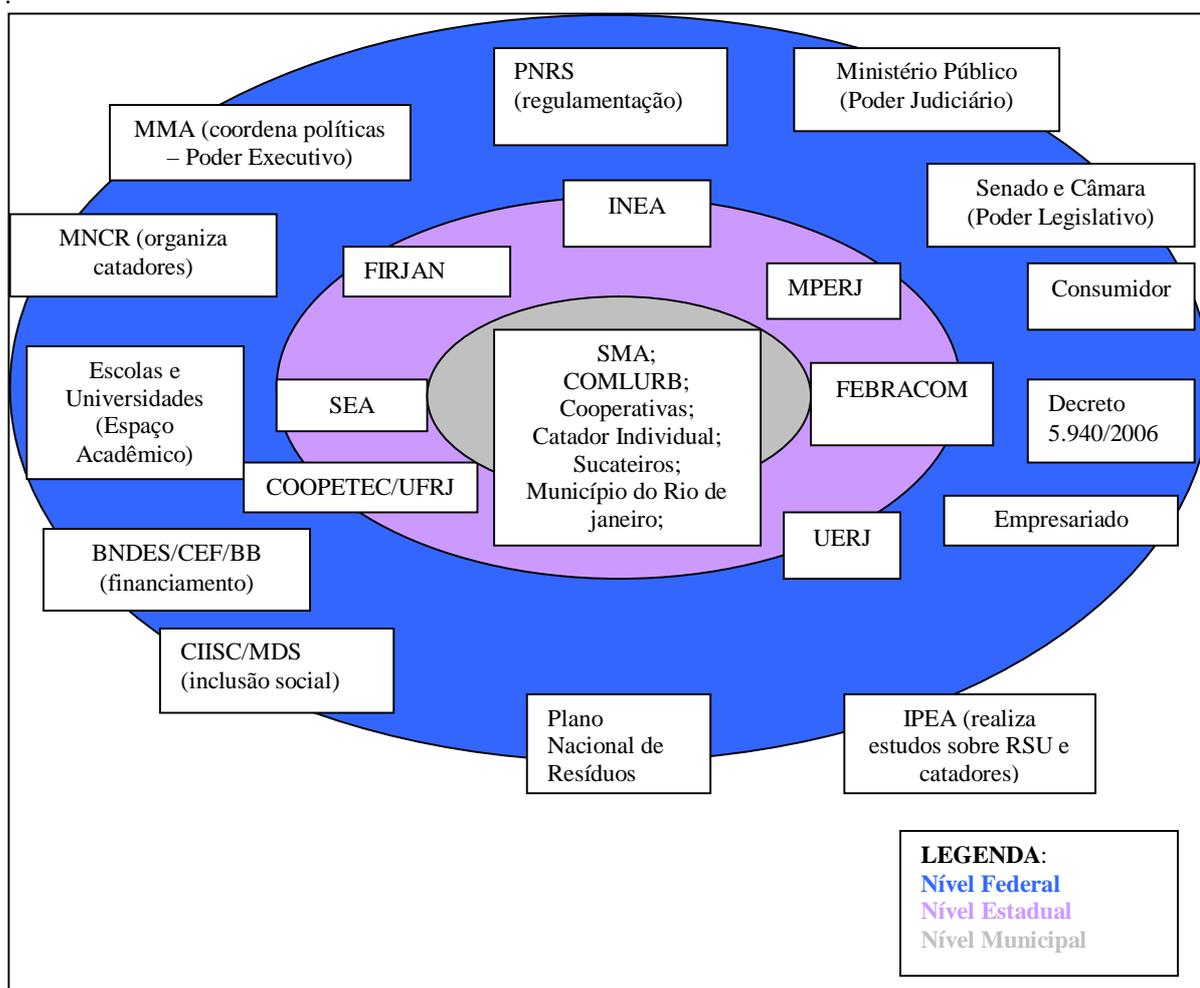 .
PNRS
(regulamentação)
Ministério Público
(Poder Judiciário)
MMA (coordena políticas
– Poder Executivo)
Senado e Câmara
(Poder Legislativo)
INEA
MNCR (organiza
catadores)
FIRJAN
MPERJ
Consumidor
Escolas e
Universidades
(Espaço
Acadêmico)
SEA
SMA;
COMLURB;
Cooperativas;
Catador Individual;
Sucateiros;
Município do Rio de
janeiro;
FEBRACOM
Decreto
5.940/2006
COOPETEC/UFRJ
UERJ
Empresariado
BNDES/CEF/BB
(financiamento)
CIISC/MDS
(inclusão social)
Plano
Nacional de
Resíduos
IPEA (realiza
estudos sobre RSU e
catadores)
LEGENDA:
Nível Federal
Nível Estadual
Nível Municipal